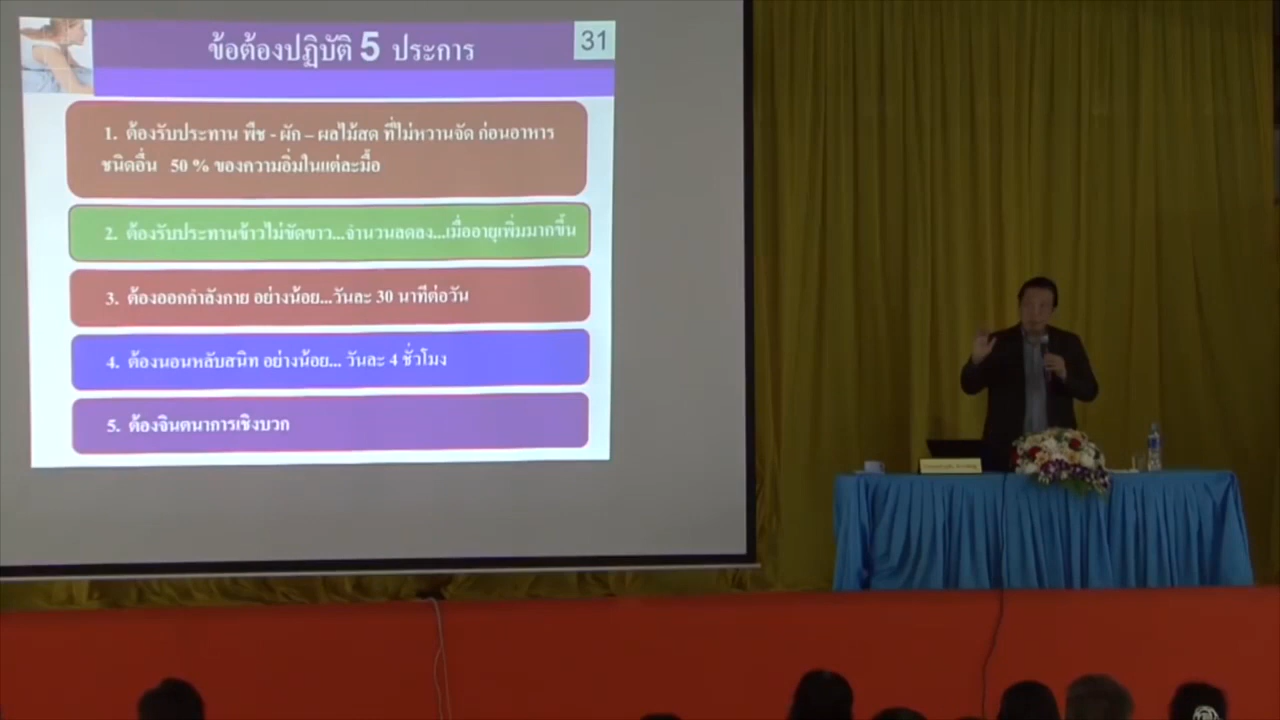 ข้อต้องปฏิบัติ 5 ประการ
31
1. ต้องรับประทาน พืช - ผัก – ผลไม้สด ที่ไม่หวานจัด ก่อนอาหาร
ชนิดอื่น 50 % ของความอิ่มในแต่ละมื้อ
2. ต้องรับประทานข้าวไม่ขัดขาว...จำนวนลดลง...เมื่ออายุเพิ่มมากขึ้น
3. ต้องออกกำลังกาย อย่างน้อย...วันละ 30 นาทีต่อวัน
4. ต้องนอนหลับสนิท อย่างน้อย... วันละ 4 ชั่วโมง
5. ต้องจินตนาการเชิงบวก